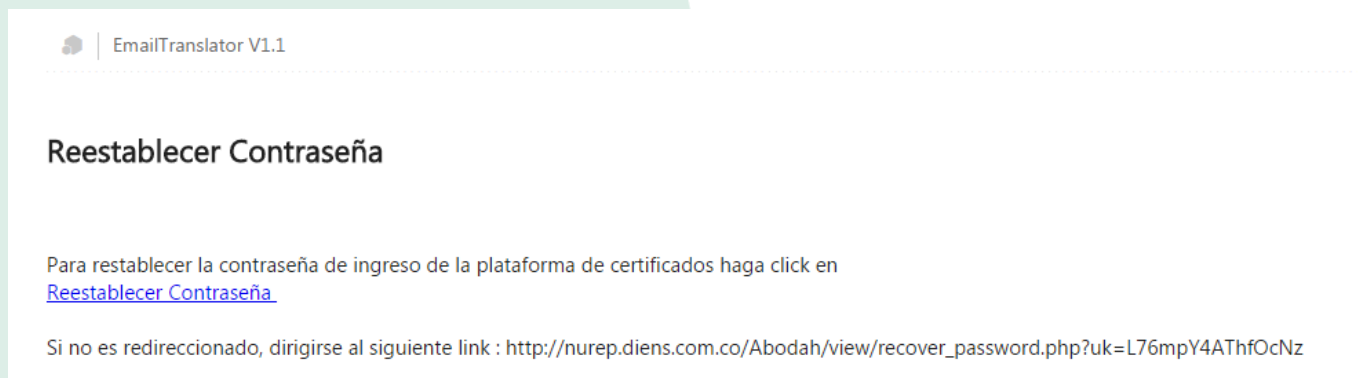 EmailTranslator V1.1
Reestablecer Contraseña
Para restablecer la contraseña de ingreso de la plataforma de certificados haga click en
Reestablecer Contraseña
Si no es redireccionado, dirigirse al siguiente link : http://nurep.diens.com.co/Abodah/view/recover_password.php?uk=L76mpY4AThfOcNz